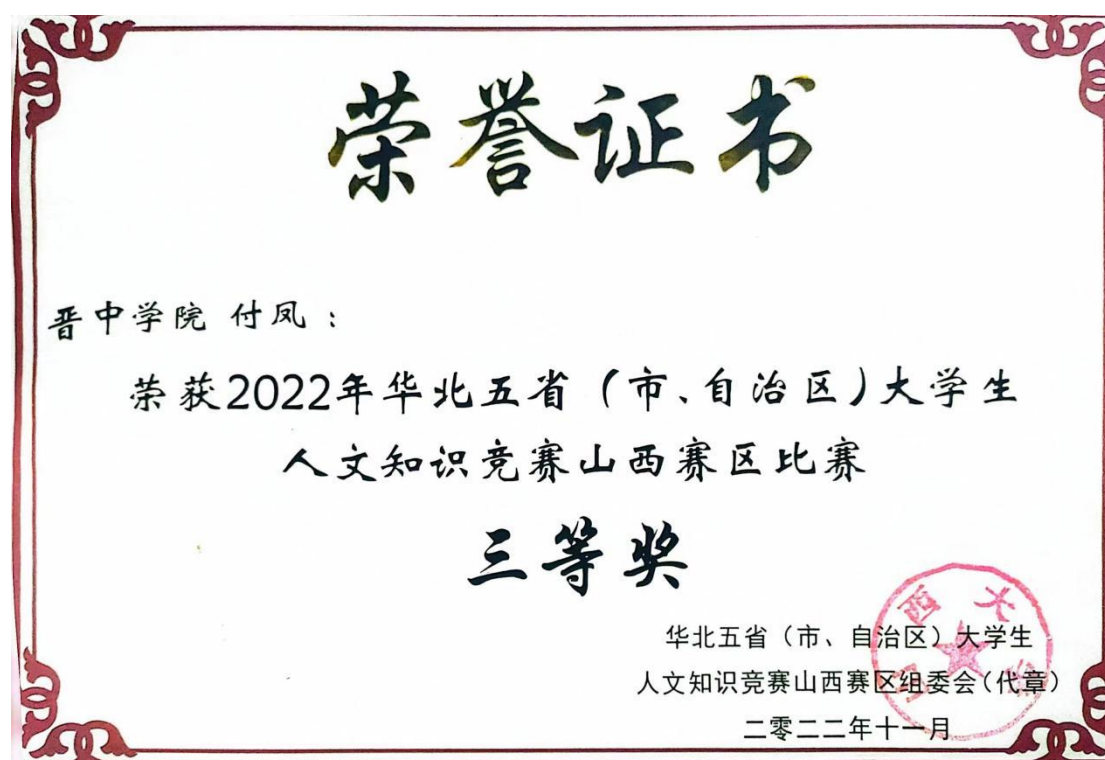 荣誉证书
晋中学院 付凤：
荣获2022年华北五省（市、自治区）大学生
人文知识竞赛山西赛区比赛
三等奖
华北五省（市、自治区）大学生
人文知识竞赛山西赛区组委会（代章）
二零二二年十一月
山西大学